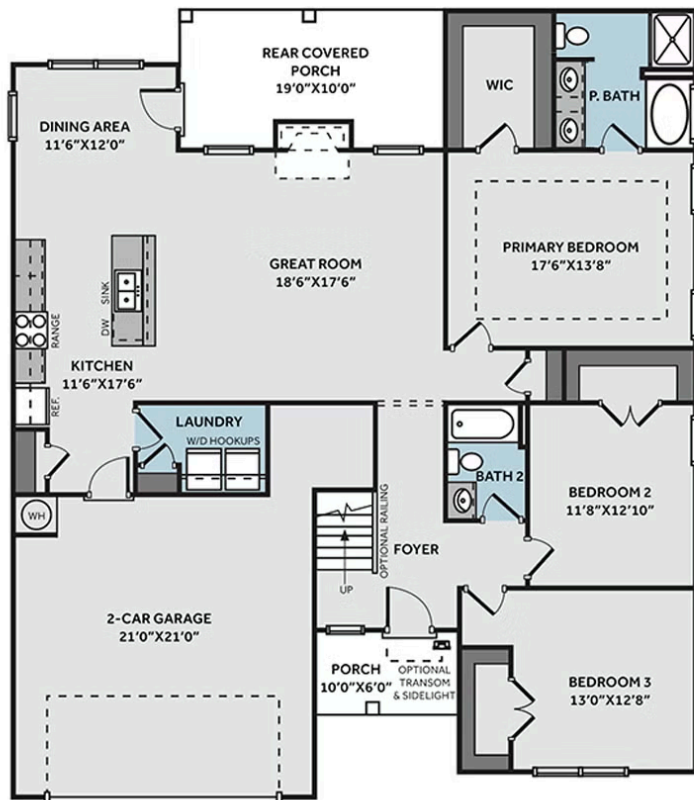 REAR COVERED
PORCH
19'0"X10'0"
WIC
P. BATH
DINING AREA
11'6"X12'0"
PRIMARY BEDROOM
17'6"X13'8"
GREAT ROOM
18'6"X17'6"
SINK
DW
RANGE
KITCHEN
11'6"X17'6"
REF.
LAUNDRY
W/D HOOKUPS
BATH 2
BEDROOM 2
11'8"X12'10"
WH
OPTIONAL RAILING
FOYER
UP
2-CAR GARAGE
21'0"X21'0"
PORCH
10'0"X6'0"
OPTIONAL
TRANSOM
& SIDELIGHT
BEDROOM 3
13'0"X12'8"